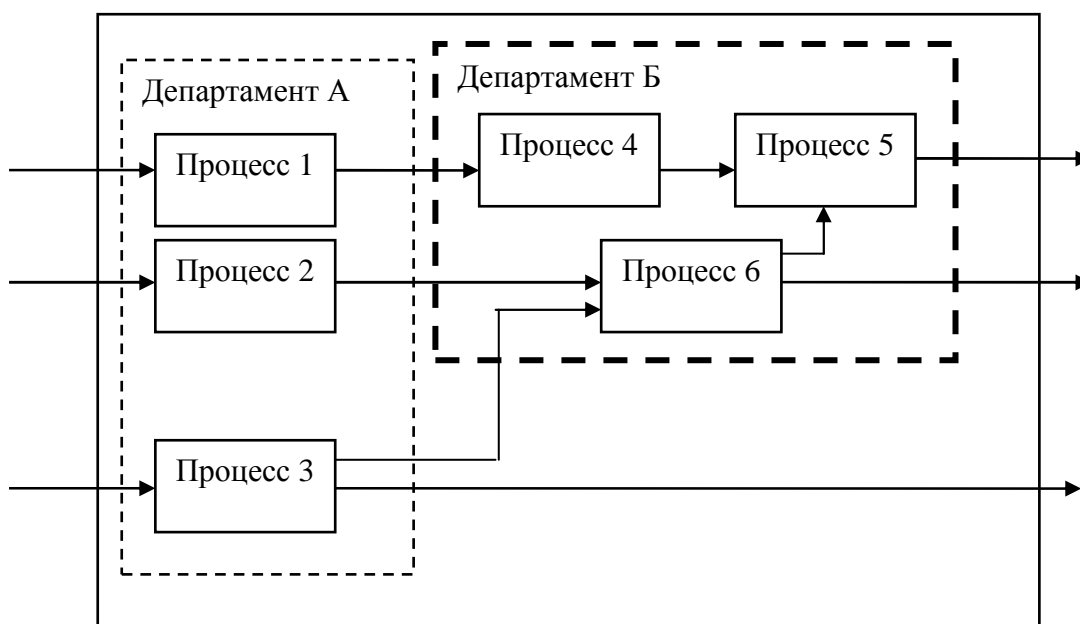 Департамент А
Департамент Б
Процесс 1
Процесс 4
Процесс 5
Процесс 2
Процесс 6
Процесс 3